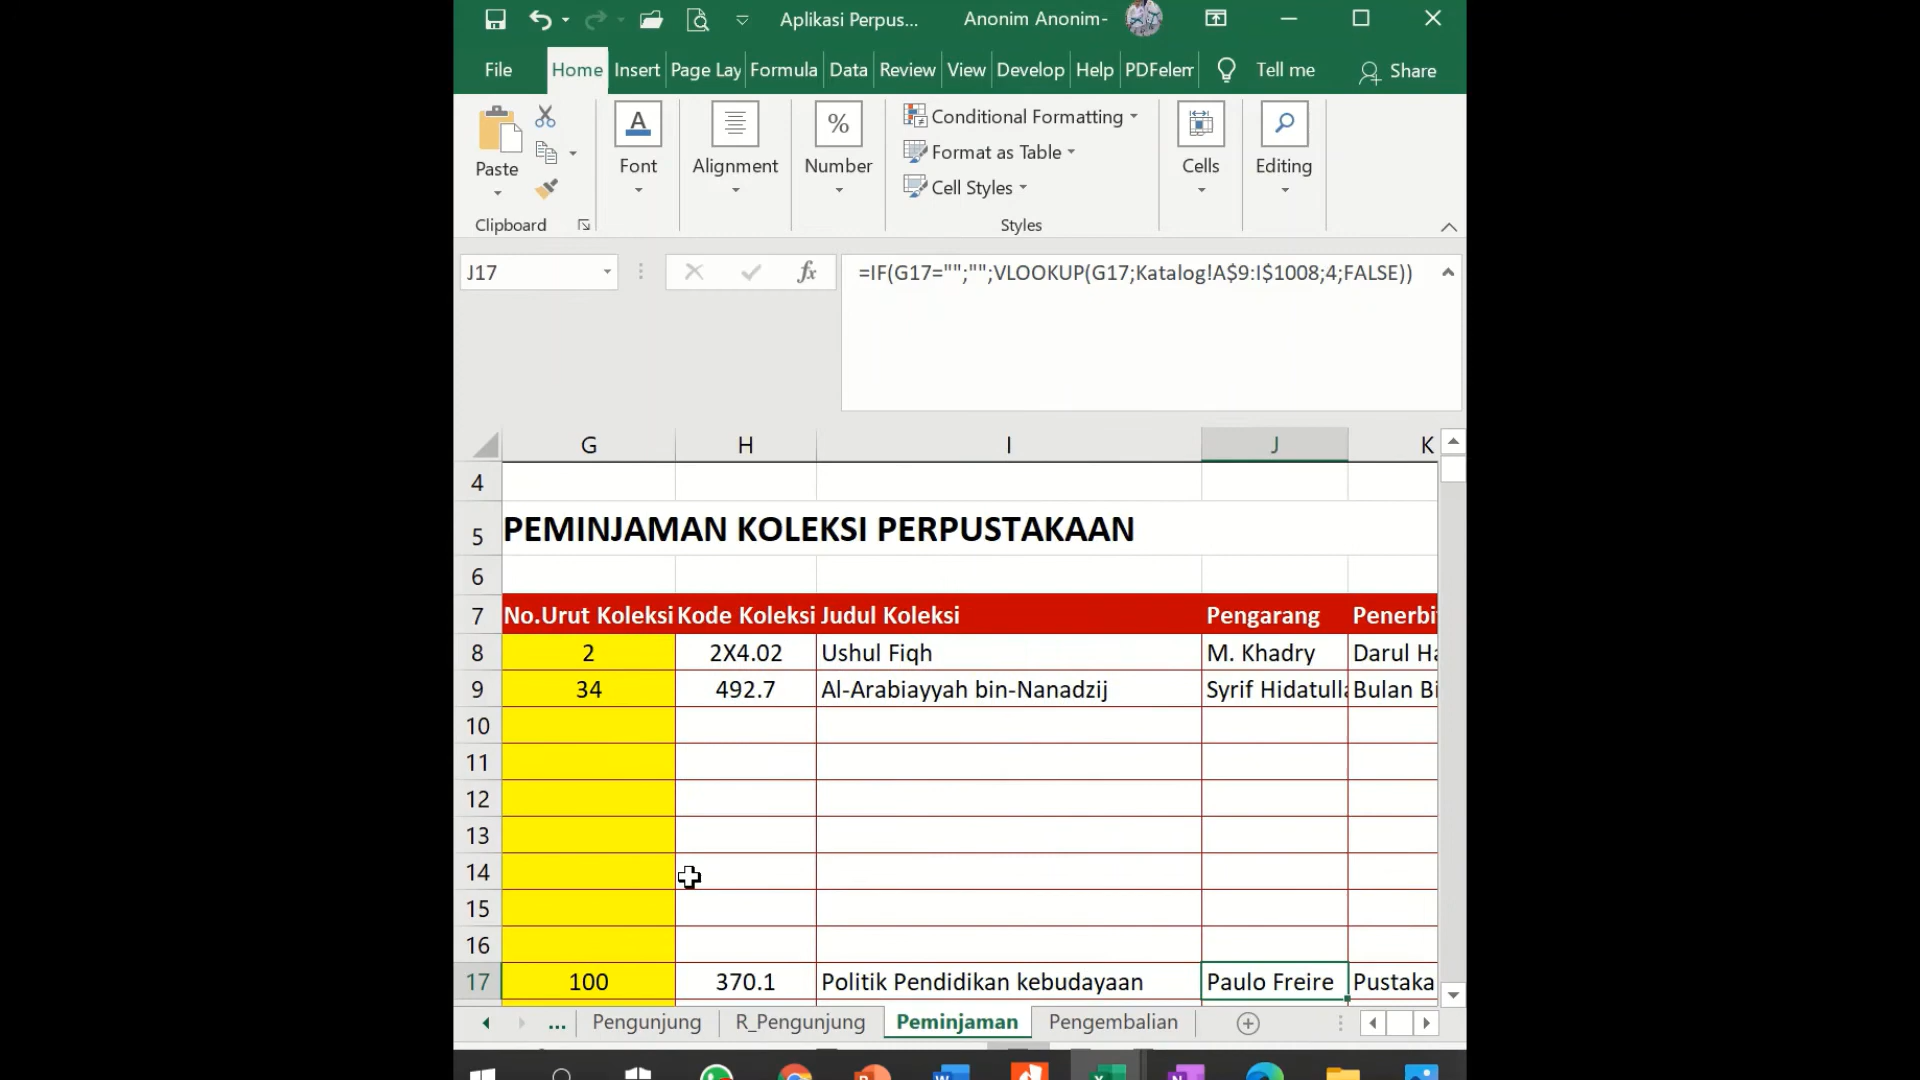 Aplikasi Perpus... Anonim Anonim-
File Home Insert Page Lay Formula Data Review View Develop Help PDFelem Tell me Share
Paste Font Alignment % Number Conditional Formatting Format as Table Cell Styles Cells Editing
Clipboard Styles
J17 fx =IF(G17="";"";VLOOKUP(G17;Katalog!A$9:I$1008;4;FALSE))
G H I J K
4
5 PEMINJAMAN KOLEKSI PERPUSTAKAAN
6
7 No.Urut Koleksi Kode Koleksi Judul Koleksi Pengarang Penerbi
8 2 2X4.02 Ushul Fiqh M. Khadry Darul Ha
9 34 492.7 Al-Arabiayyah bin-Nanadzij Syrif Hidatulla Bulan Bi
10
11
12
13
14
15
16
17 100 370.1 Politik Pendidikan kebudayaan Paulo Freire Pustaka
... Pengunjung R_Pengunjung Peminjaman Pengembalian